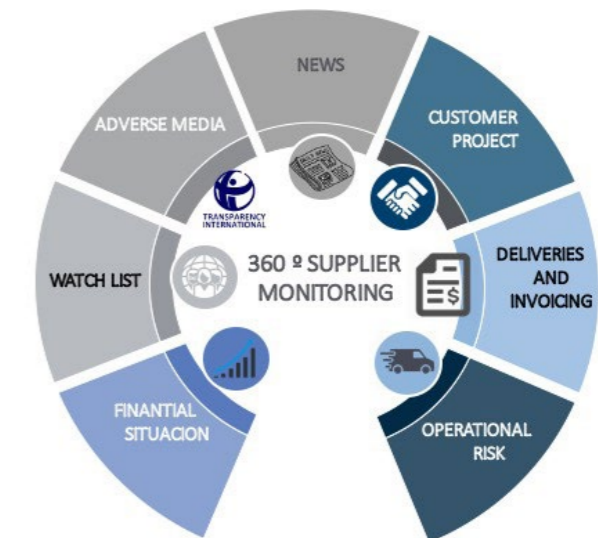 NEWS
ADVERSE MEDIA
CUSTOMER
PROJECT
TRANSPARENCY
INTERNATIONAL
WATCH LIST
360 º SUPPLIER
MONITORING
$
DELIVERIES
AND
INVOICING
FINANTIAL
SITUACION
OPERATIONAL
RISK